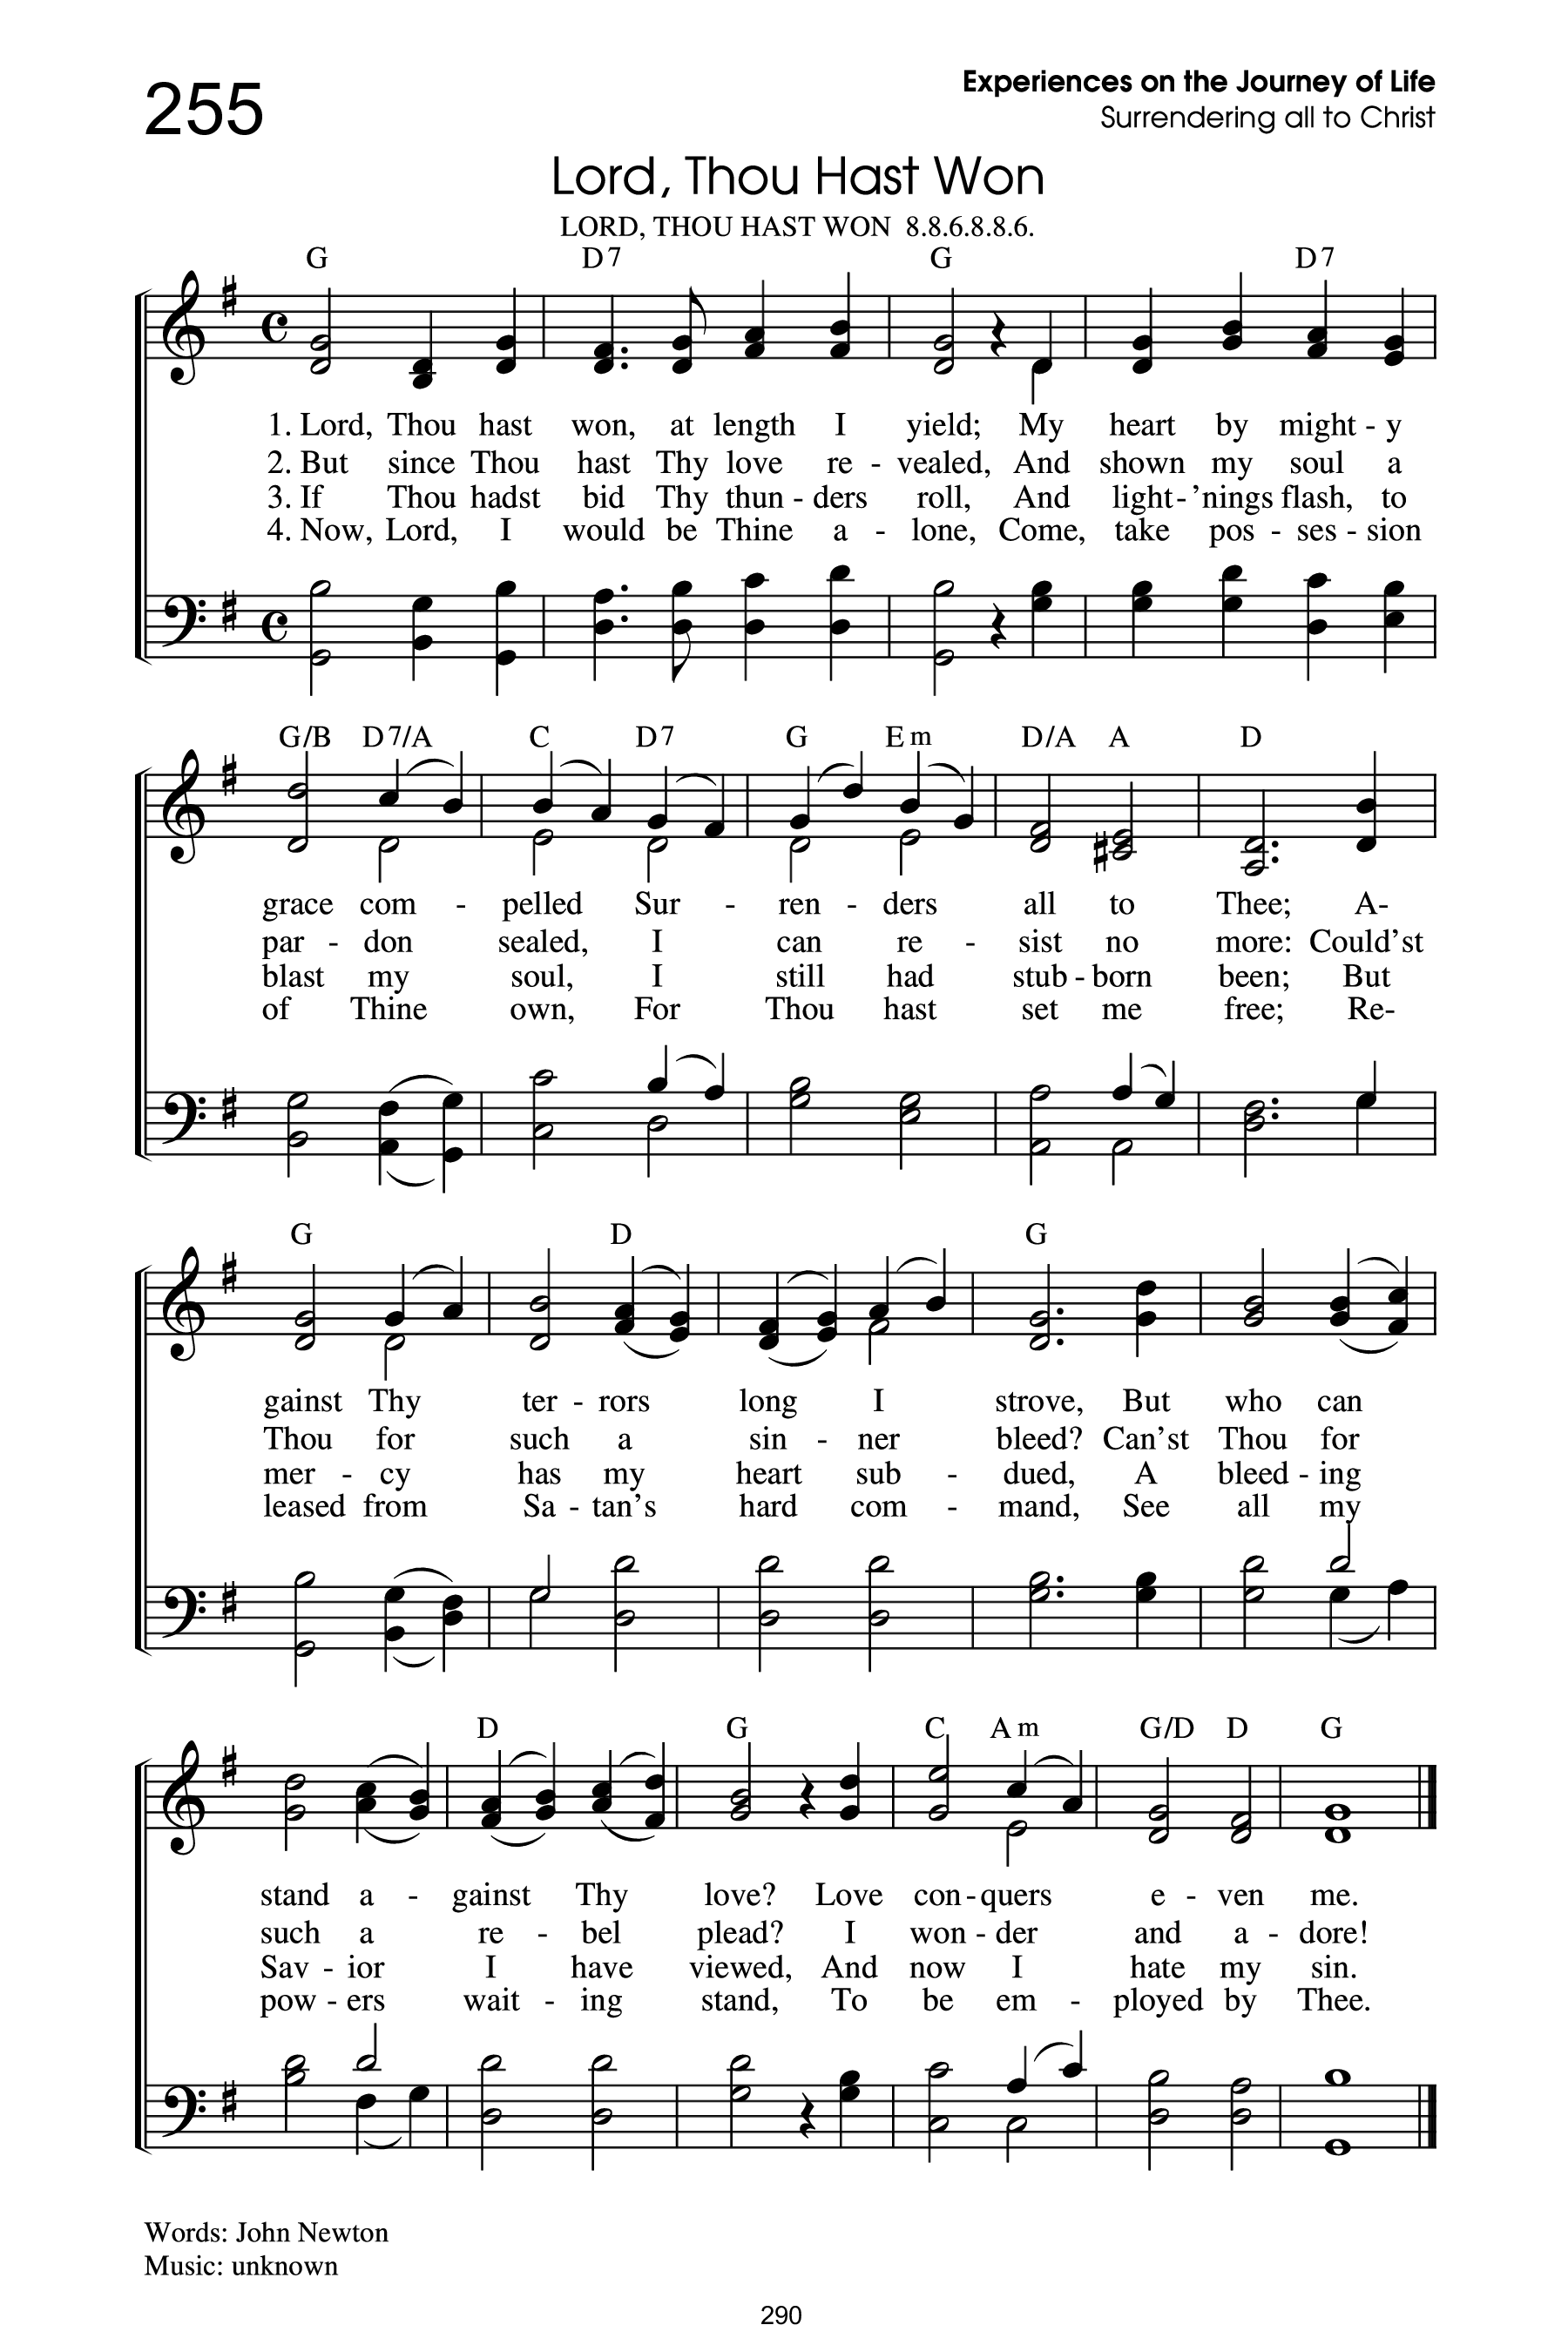 255
Experiences on the Journey of Life
Surrendering all to Christ
Lord, Thou Hast Won
LORD, THOU HAST WON 8.8.6.8.8.6.
G D7 G D7
1. Lord, Thou hast won, at length I yield; My heart by might - y
2. But since Thou hast Thy love re - vealed, And shown my soul a
3. If Thou hadst bid Thy thun - ders roll, And light - 'nings flash, to
4. Now, Lord, I would be Thine a - lone, Come, take pos - ses - sion
G/B D7/A C D7 G Em D/A A D
grace com - pelled Sur - ren - ders all to Thee; A-
par - don sealed, I can re - sist no more: Could'st
blast my soul, I still had stub - born been; But
of Thine own, For Thou hast set me free; Re-
G D G
gainst Thy ter - rors long I strove, But who can
Thou for such a sin - ner bleed? Can'st Thou for
mer - cy has my heart sub - dued, A bleed - ing
leased from Sa - tan's hard com - mand, See all my
D G C Am G/D D G
stand a - gainst Thy love? Love con - quers e - ven me.
such a re - bel plead? I won - der and a - dore!
Sav - ior I have viewed, And now I hate my sin.
pow - ers wait - ing stand, To be em - ployed by Thee.
Words: John Newton
Music: unknown
290